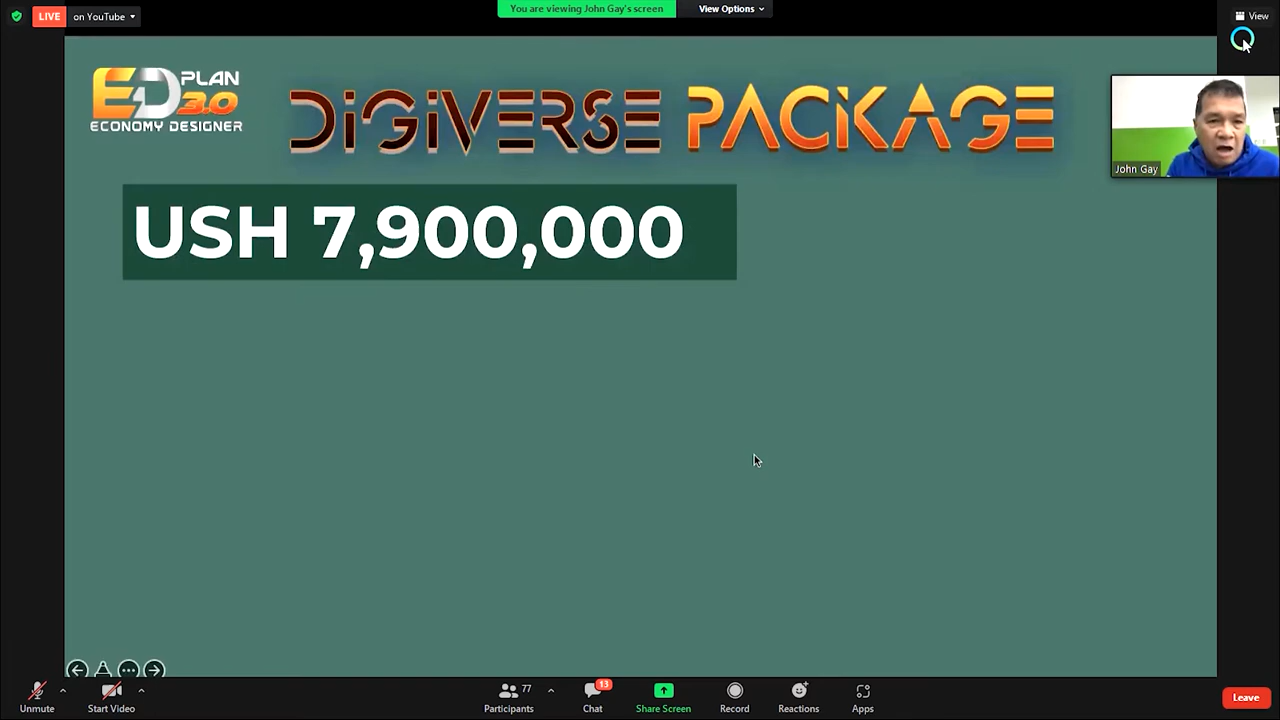 LIVE
on YouTube
You are viewing John Gay's screen
View Options
View
ED PLAN 3.0
ECONOMY DESIGNER
DiGiVERSE PACKAGE
USH 7,900,000
John Gay
Unmute
Start Video
77
Participants
13
Chat
Share Screen
Record
Reactions
Apps
Leave